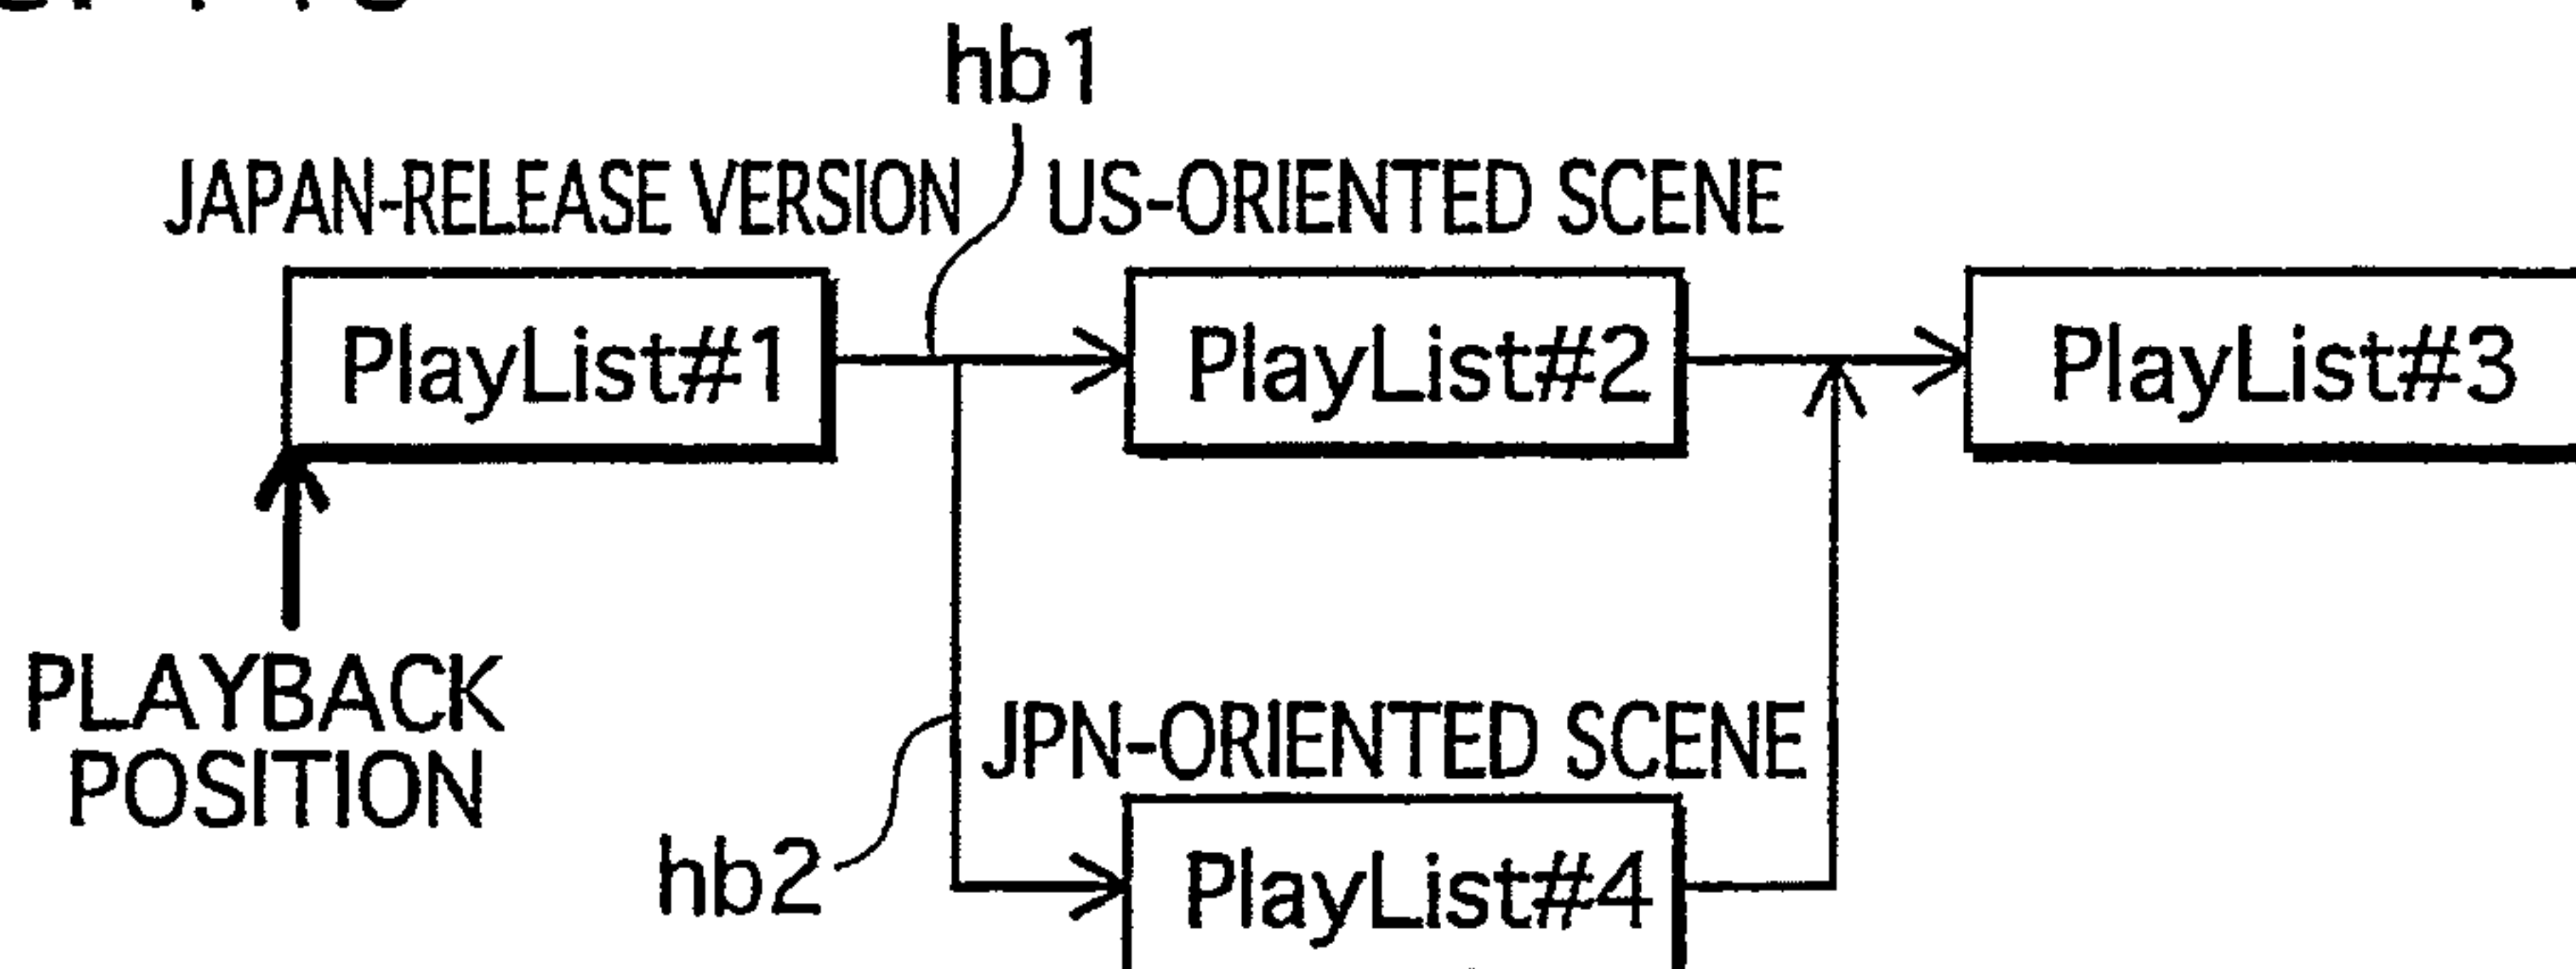 hb1
JAPAN-RELEASE VERSION US-ORIENTED SCENE
PlayList#1 PlayList#2 PlayList#3
PLAYBACK
POSITION
JPN-ORIENTED SCENE
hb2 PlayList#4